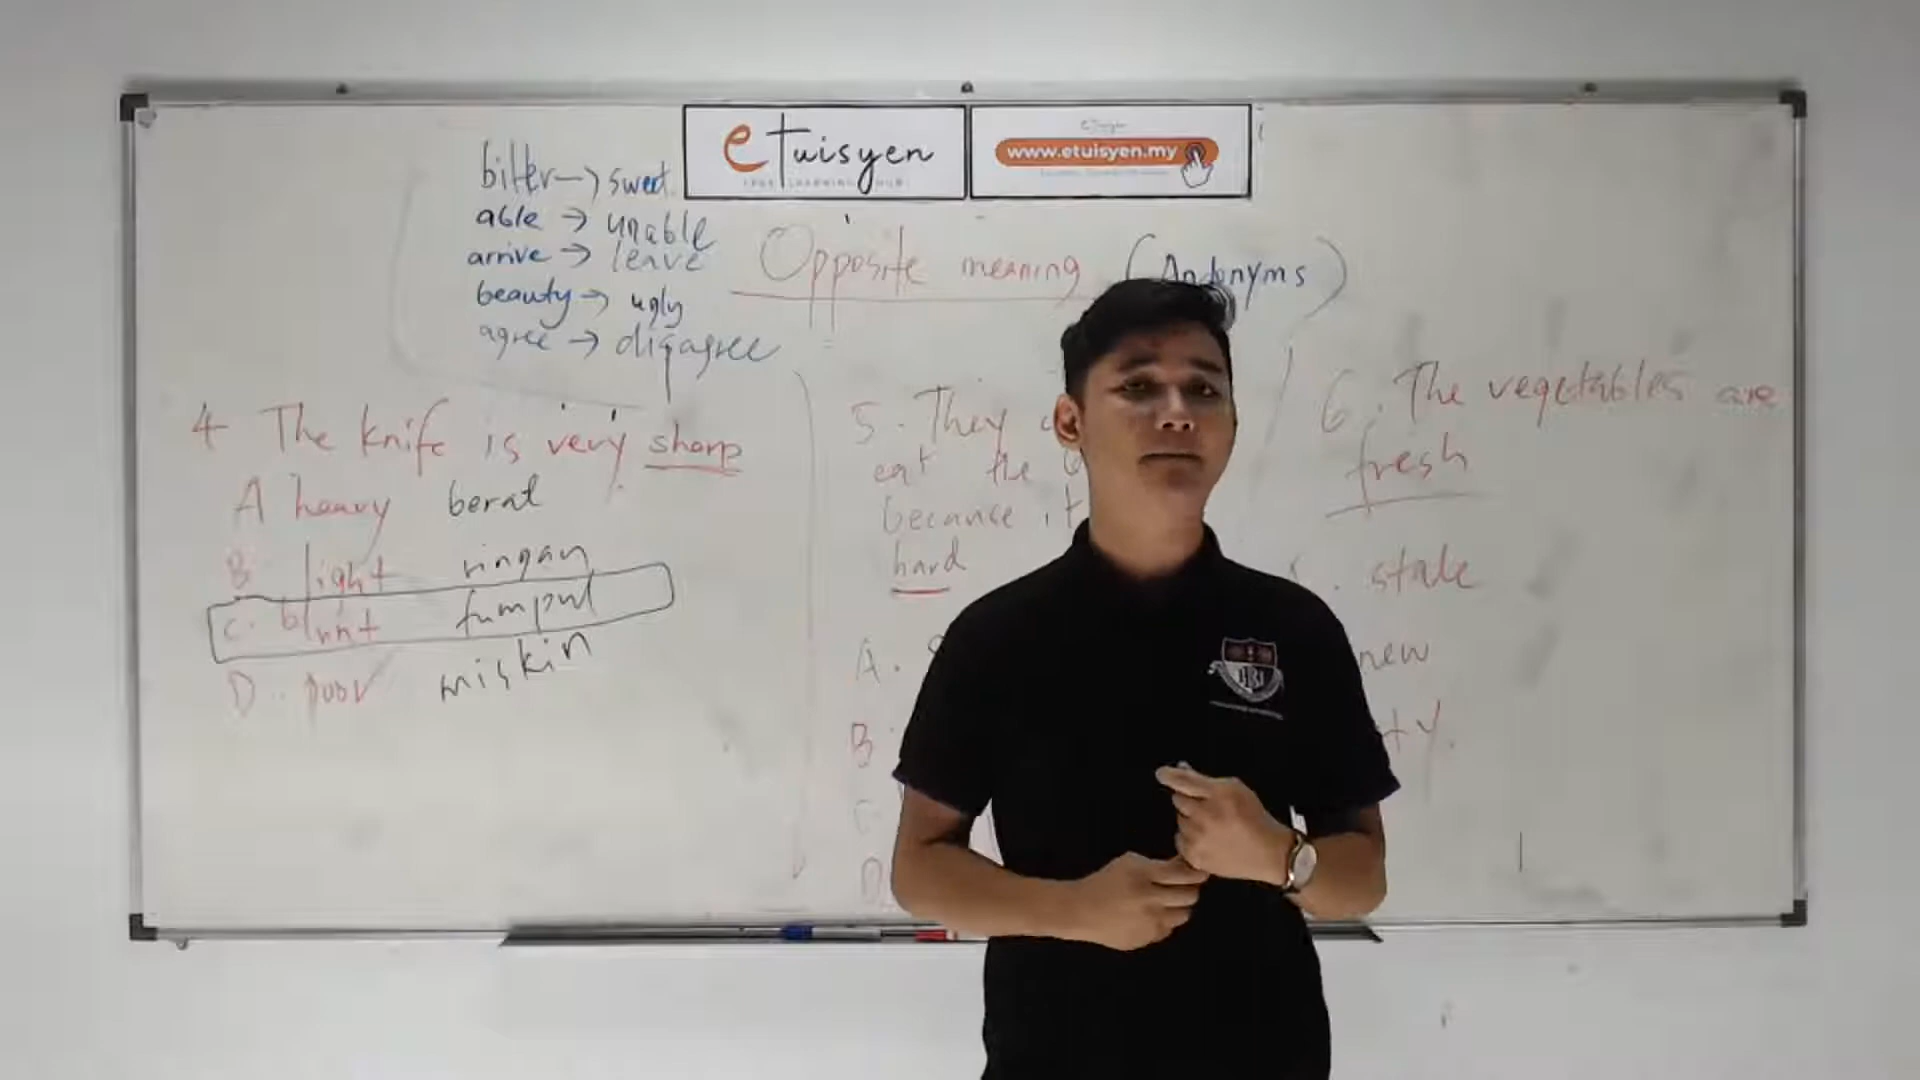 eTuisyen
www.etuisyen.my
bitter → sweet
able → unable
arrive → leave
beauty → ugly
agree → disagree
Opposite meaning (Andonyms)
4 The knife is very sharp
A heavy berat
B. light ringan
C. blunt tumpul
D. poor miskin
5. They
eat the
because it
hard
A.
B.
C.
D
6. The vegetables are
fresh
stale
new